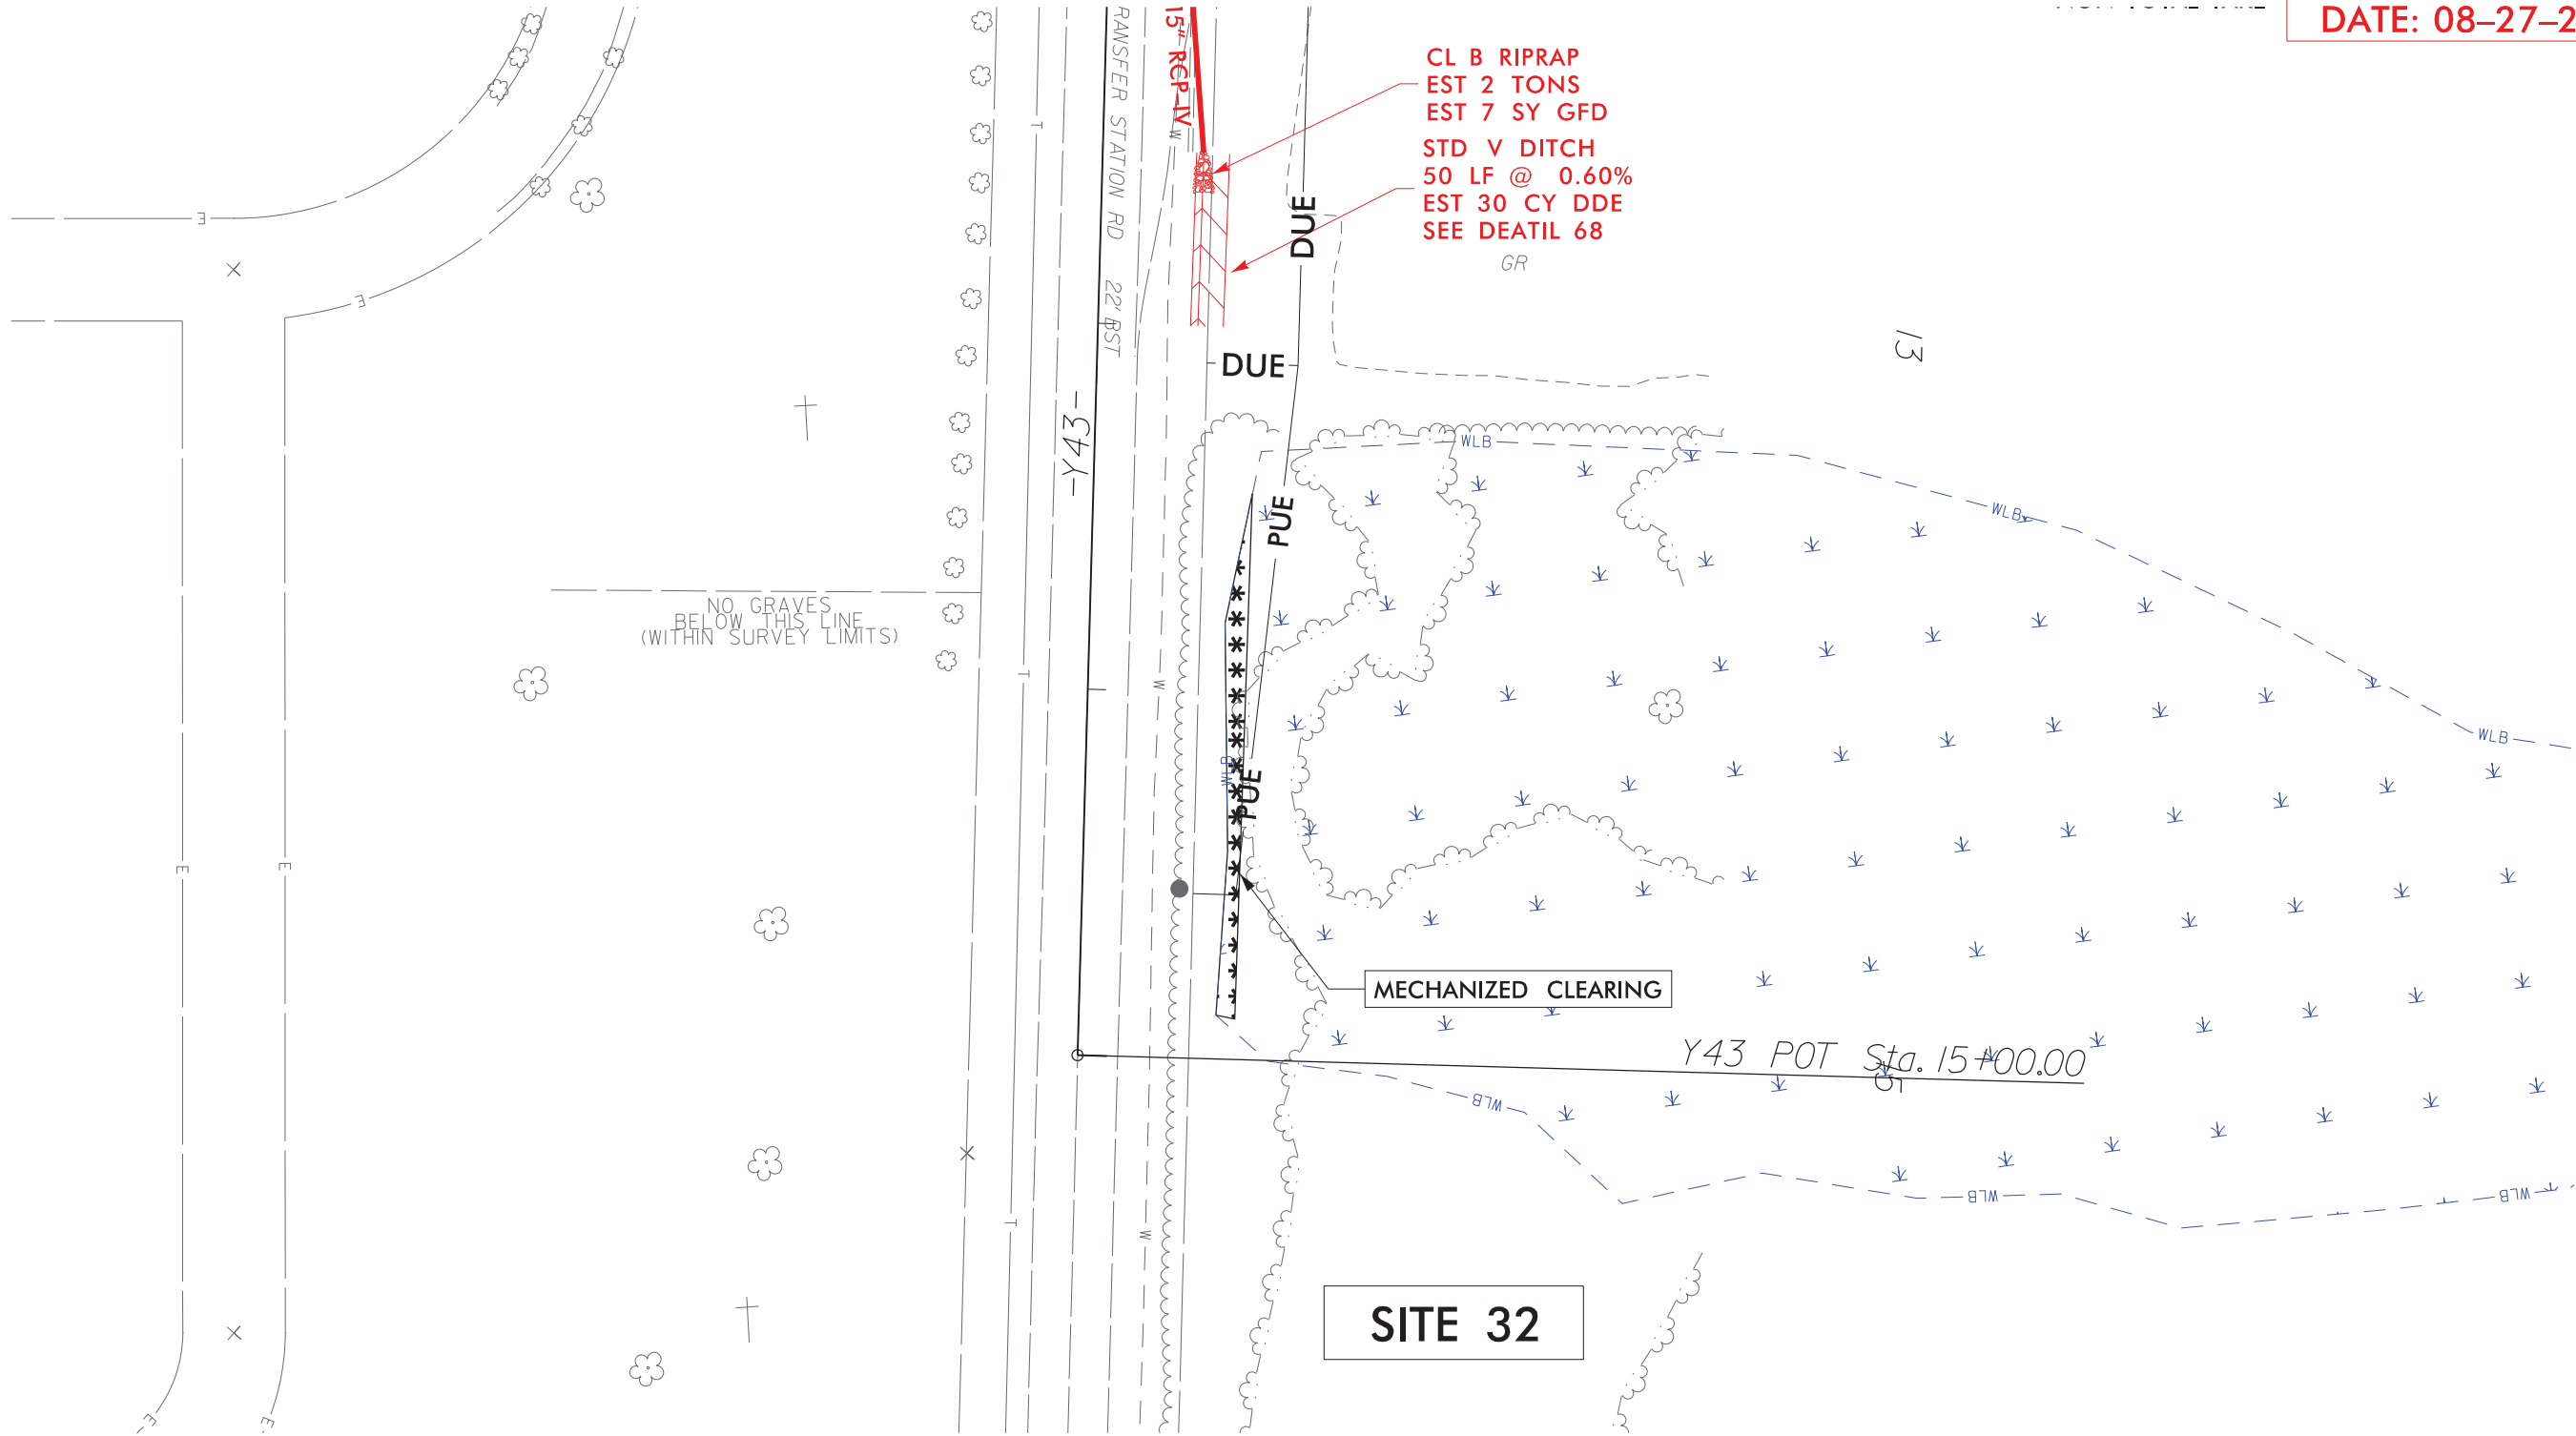 DATE: 08–27–2
15" RCP–IV
RANSFER STATION RD 22' BST
CL B RIPRAP
EST 2 TONS
EST 7 SY GFD
STD V DITCH
50 LF @ 0.60%
EST 30 CY DDE
SEE DEATIL 68
GR
DUE
DUE
13
-Y43-
PUE
PUE
NO GRAVES
BELOW THIS LINE
(WITHIN SURVEY LIMITS)
WLB
WLB
WLB
WLB
WLB
WLB
WLB
E
E
E
E
E
E
T
T
T
W
W
W
MECHANIZED CLEARING
Y43 POT Sta. 15+00.00
SITE 32